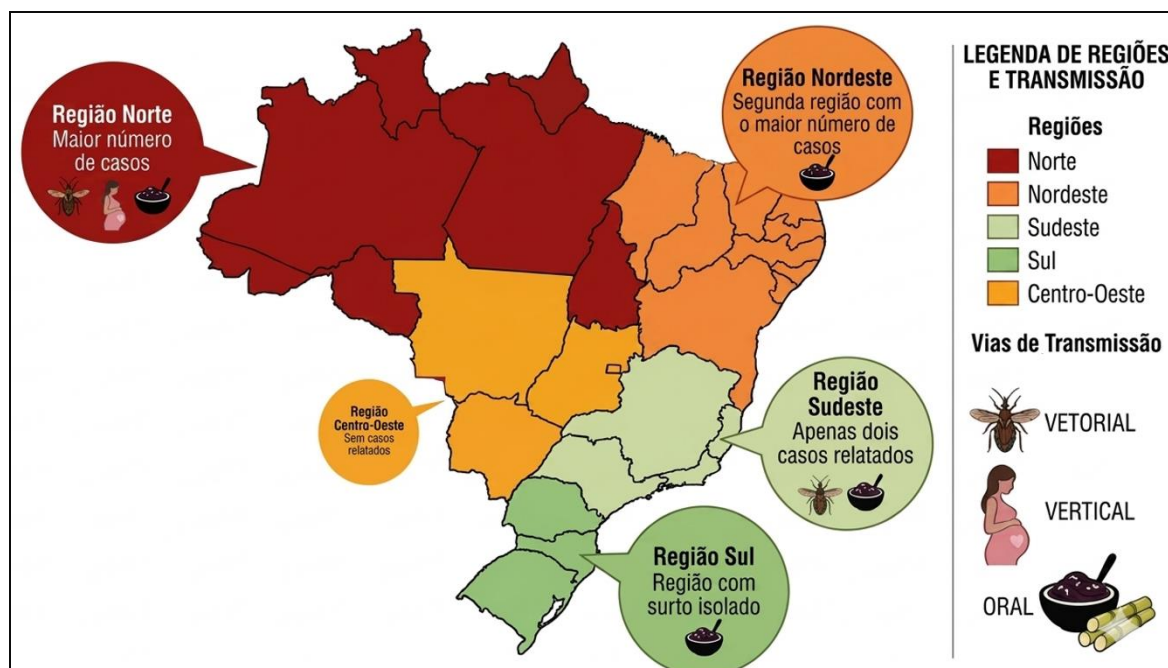 Região Norte
Maior número
de casos
Região Nordeste
Segunda região com
o maior número de
casos
Região
Centro-Oeste
Sem casos
relatados
Região
Sudeste
Apenas dois
casos relatados
Região Sul
Região com
surto isolado
LEGENDA DE REGIÕES
E TRANSMISSÃO
Regiões
Norte
Nordeste
Sudeste
Sul
Centro-Oeste
Vias de Transmissão
VETORIAL
VERTICAL
ORAL